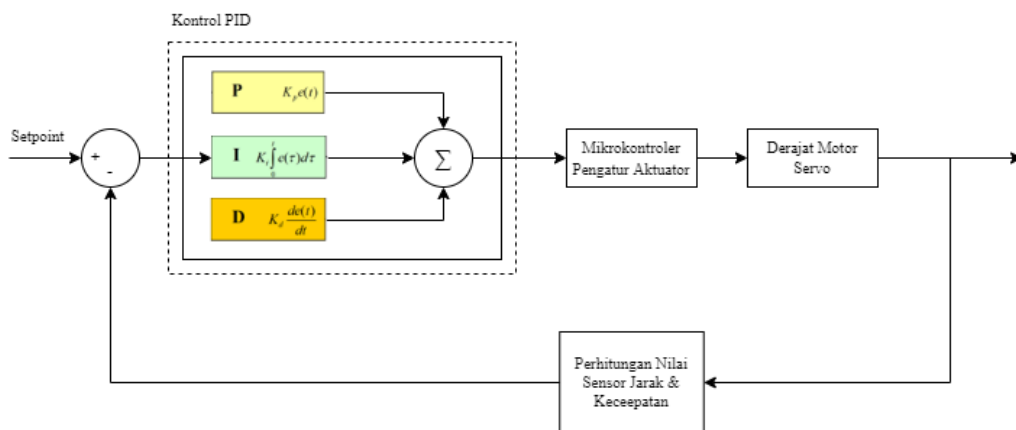 Kontrol PID
P K_p e(t)
Setpoint
+
-
I K_i ∫_0^t e(τ)dτ
Σ
D K_d de(t)/dt
Mikrokontroler
Pengatur Aktuator
Derajat Motor
Servo
Perhitungan Nilai
Sensor Jarak &
Keceepatan